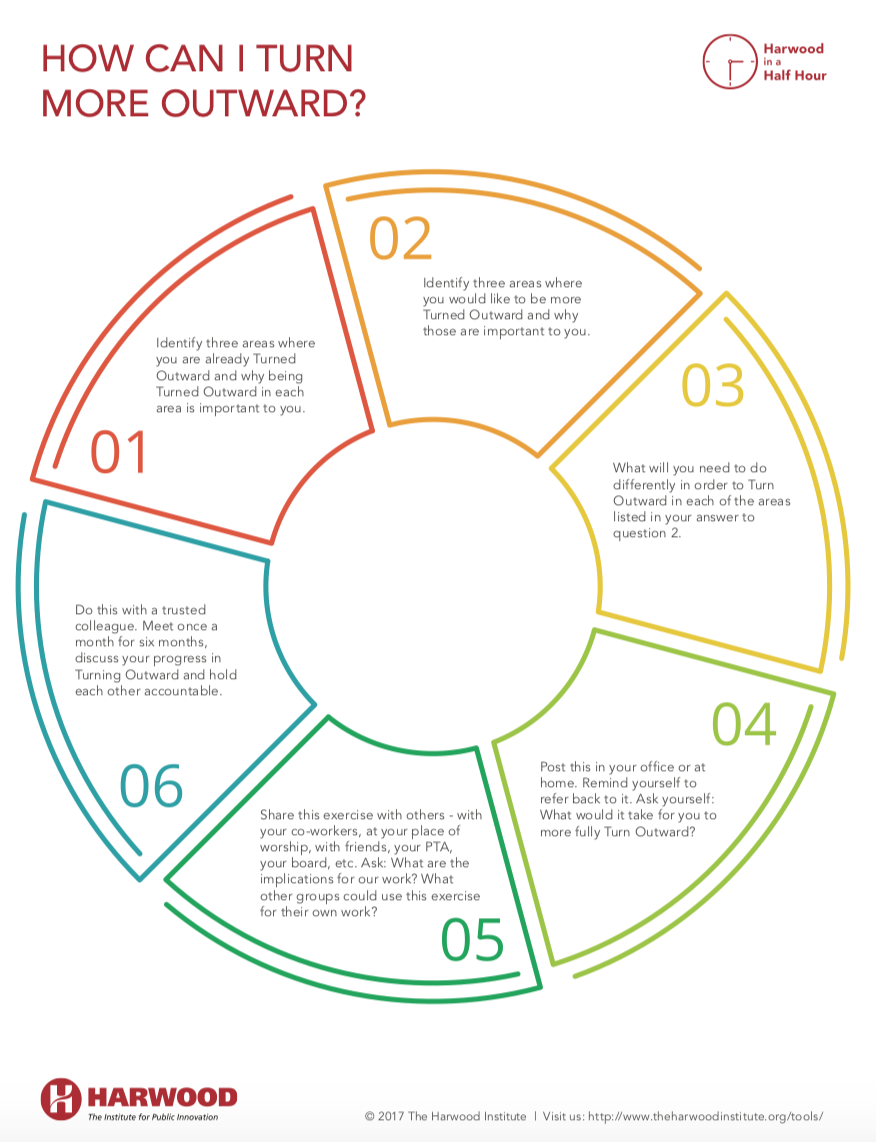 HOW CAN I TURN
MORE OUTWARD?
Harwood
in a
Half Hour
01
Identify three areas where
you are already Turned
Outward and why being
Turned Outward in each
area is important to you.
02
Identify three areas where
you would like to be more
Turned Outward and why
those are important to you.
03
What will you need to do
differently in order to Turn
Outward in each of the areas
listed in your answer to
question 2.
04
Post this in your office or at
home. Remind yourself to
refer back to it. Ask yourself:
What would it take for you to
more fully Turn Outward?
05
Share this exercise with others - with
your co-workers, at your place of
worship, with friends, your PTA,
your board, etc. Ask: What are the
implications for our work? What
other groups could use this exercise
for their own work?
06
Do this with a trusted
colleague. Meet once a
month for six months,
discuss your progress in
Turning Outward and hold
each other accountable.
H HARWOOD
The Institute for Public Innovation
© 2017 The Harwood Institute | Visit us: http://www.theharwoodinstitute.org/tools/